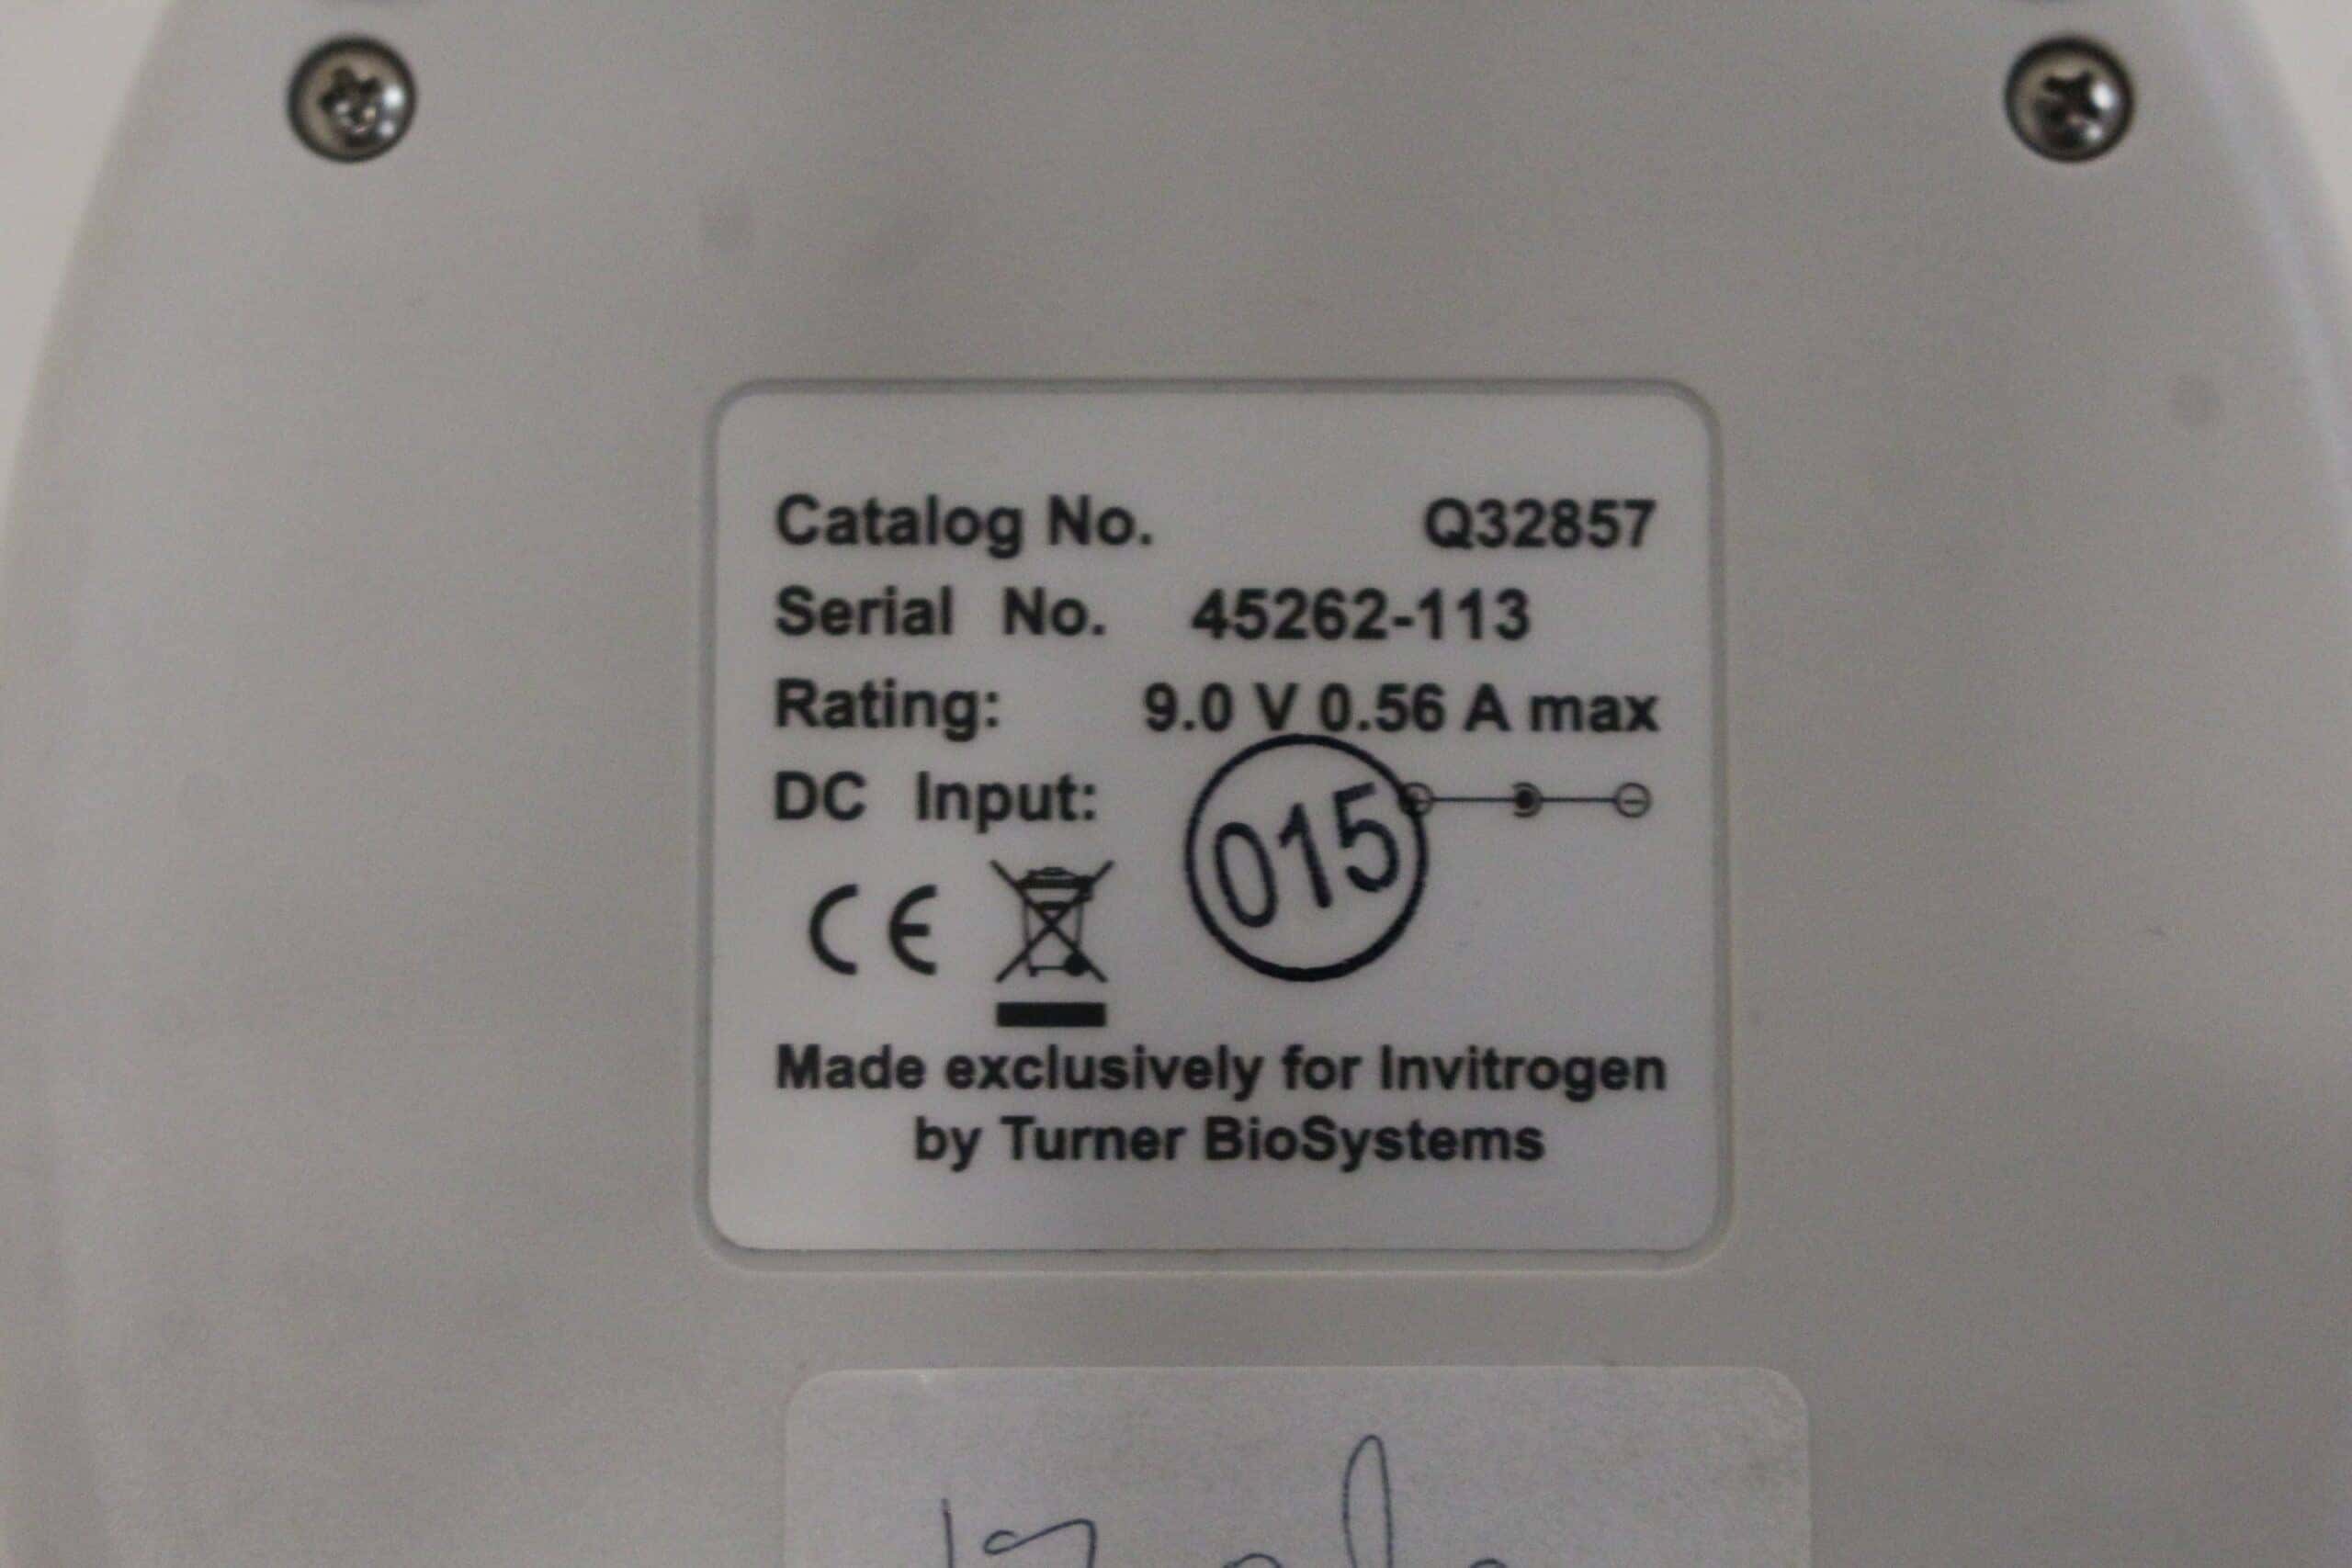 Catalog No. Q32857
Serial No. 45262-113
Rating: 9.0 V 0.56 A max
DC Input:
015
CE
Made exclusively for Invitrogen
by Turner BioSystems